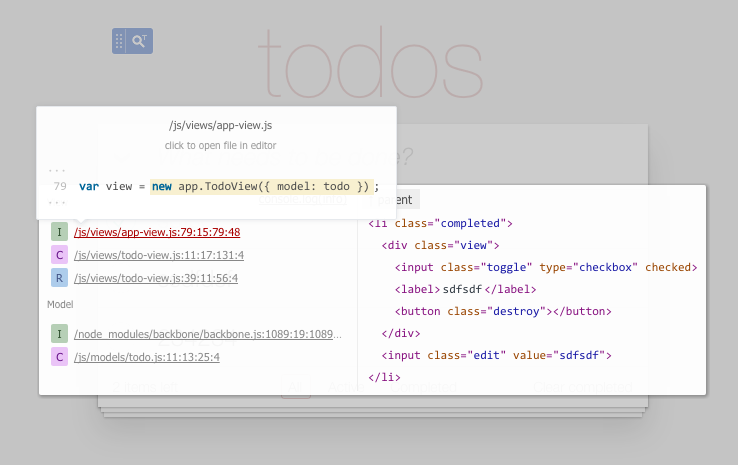 todos
T
/js/views/app-view.js
click to open file in editor
...
79 var view = new app.TodoView({ model: todo });
...
I /js/views/app-view.js:79:15:79:48
C /js/views/todo-view.js:11:17:131:4
R /js/views/todo-view.js:39:11:56:4
Model
I /node_modules/backbone/backbone.js:1089:19:1089…
C /js/models/todo.js:11:13:25:4
<li class="completed">
<div class="view">
<input class="toggle" type="checkbox" checked>
<label>sdfsdf</label>
<button class="destroy"></button>
</div>
<input class="edit" value="sdfsdf">
</li>